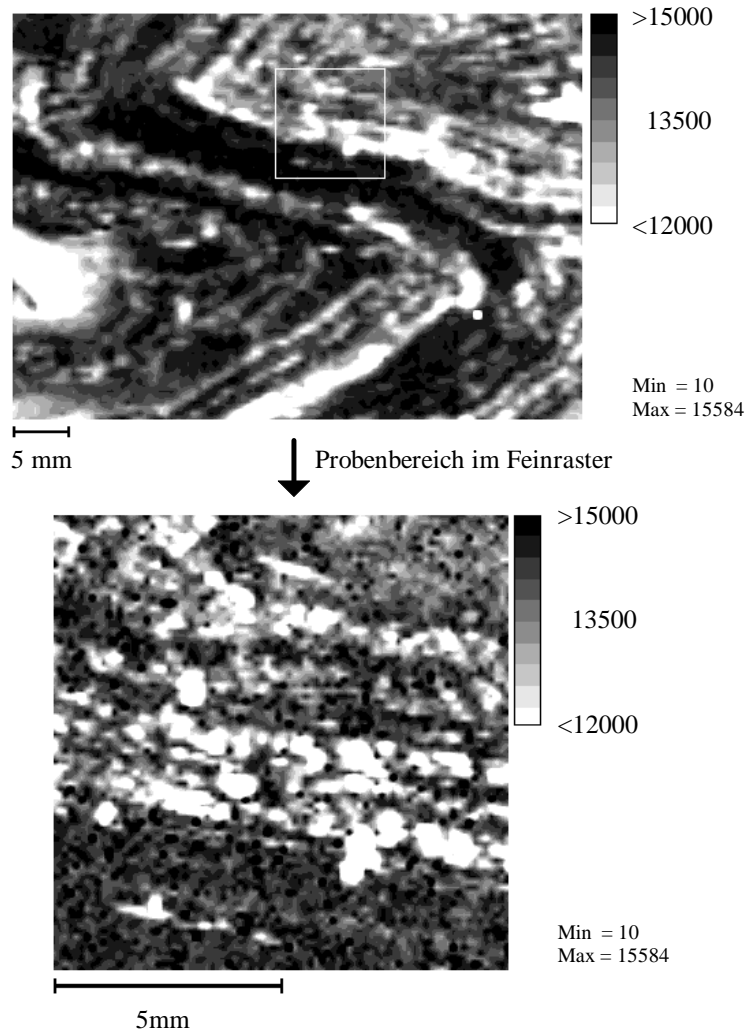 >15000
13500
<12000
Min = 10
Max = 15584
5 mm
Probenbereich im Feinraster
>15000
13500
<12000
Min = 10
Max = 15584
5mm